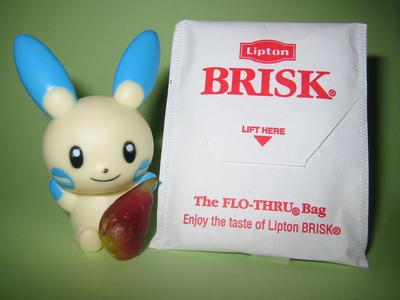 Lipton
BRISK®
LIFT HERE
The FLO-THRU® Bag
Enjoy the taste of Lipton BRISK®